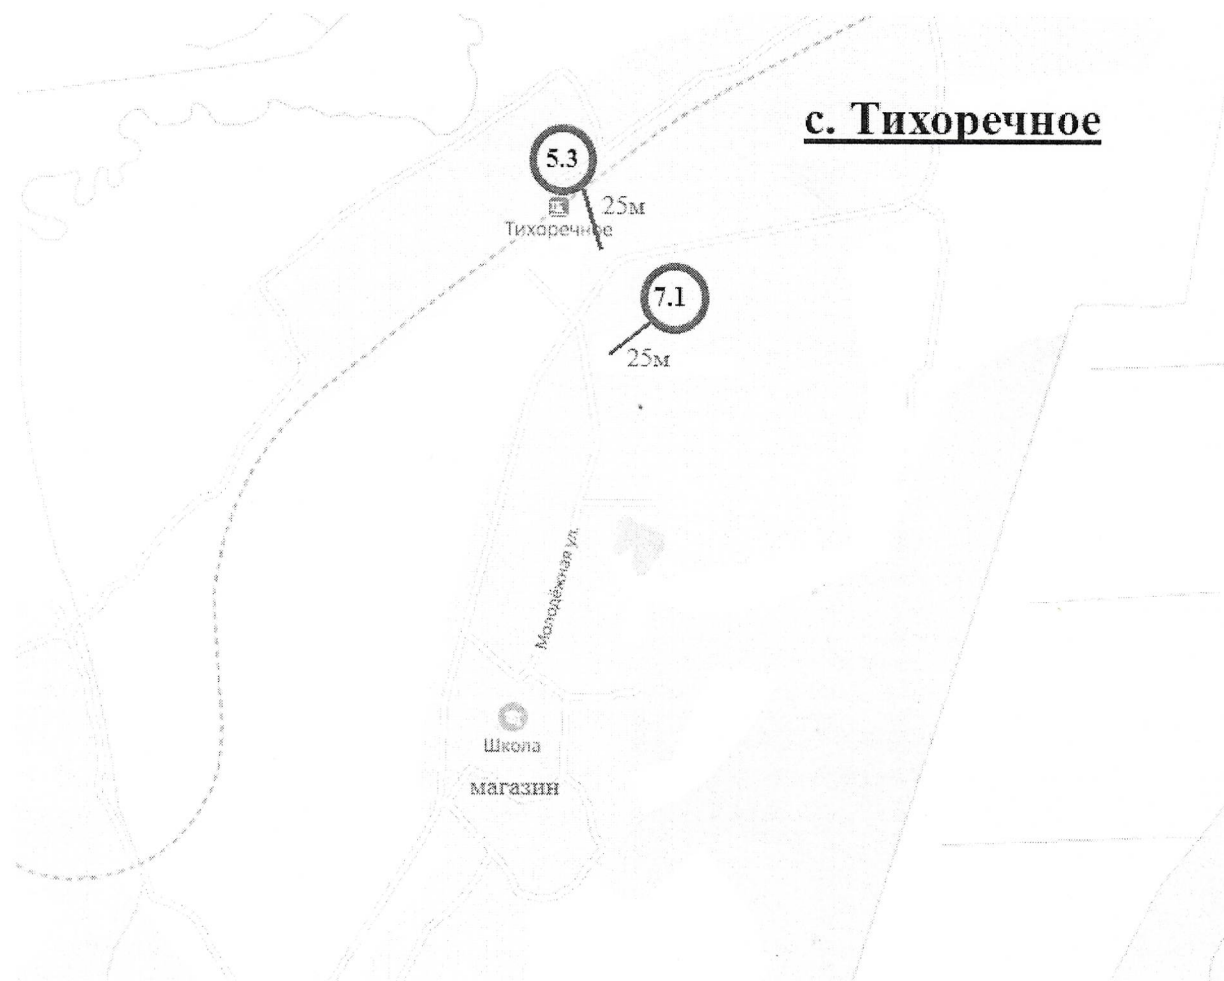 с. Тихоречное
5.3
25м
Тихоречное
7.1
25м
Молодёжная ул.
Школа
магазин